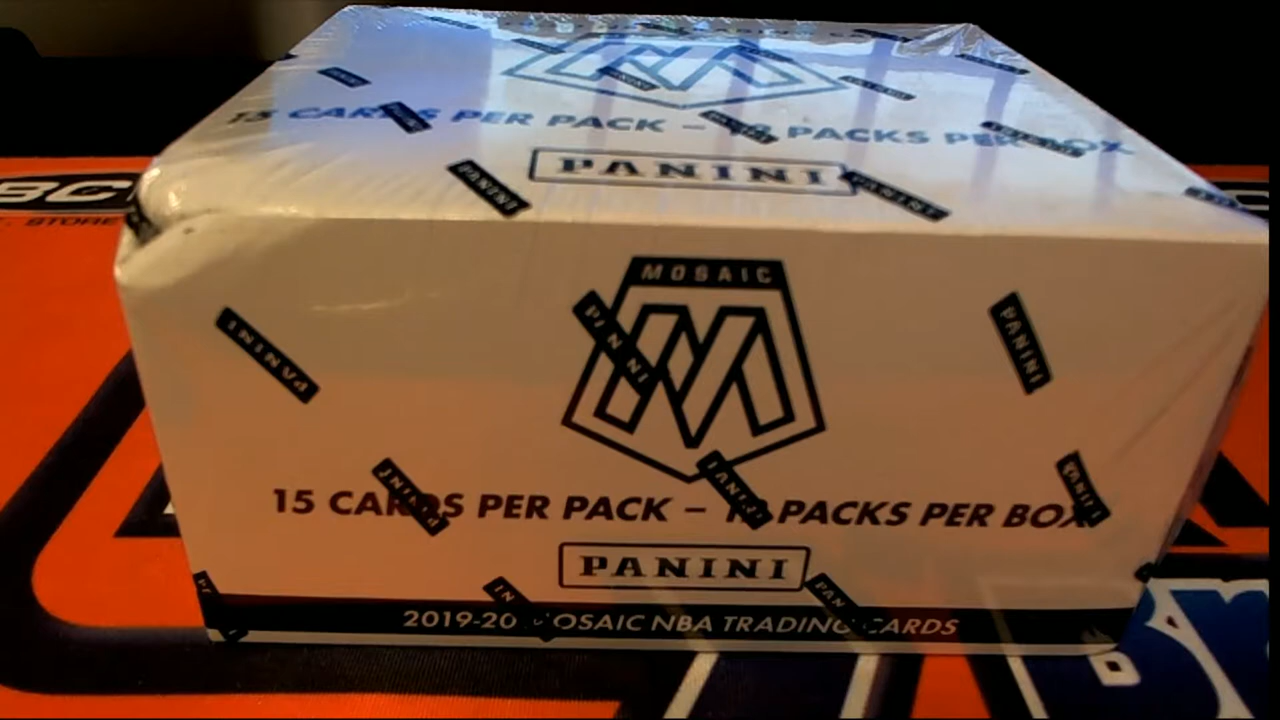 15 CARDS PER PACK – PACKS PER BOX
PANINI
MOSAIC
15 CARDS PER PACK – PACKS PER BOX
PANINI
2019-20 MOSAIC NBA TRADING CARDS
PANINI
PANINI
PANINI
PANINI
PANINI
STORE